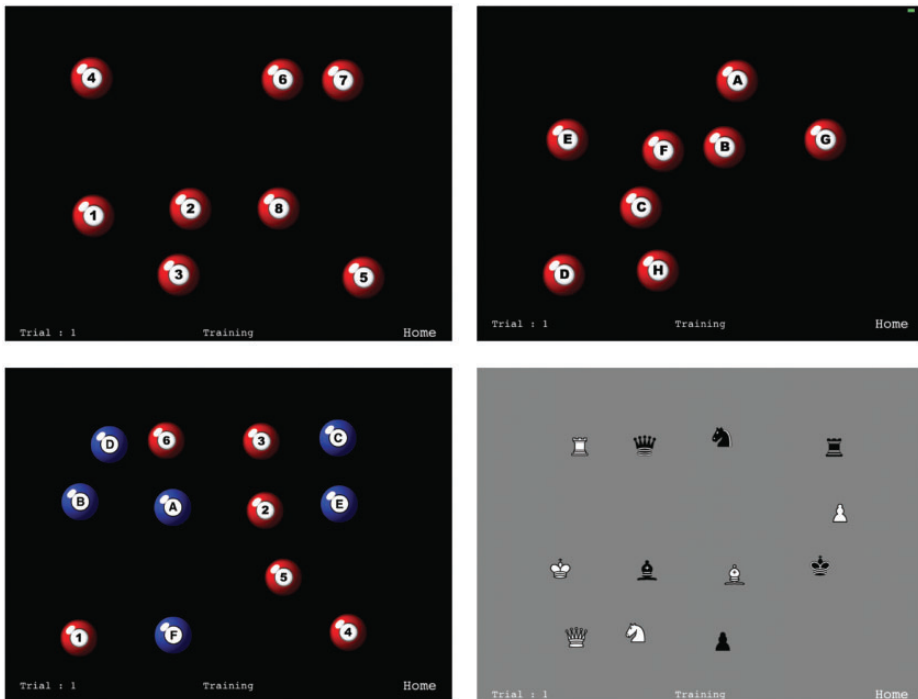 4 6 7
1 2 8
3 5
Trial : 1 Training Home
A
E F B G
C
D H
Trial : 1 Training Home
D 6 3 C
B A 2 E
5
1 F 4
Trial : 1 Training Home
Trial : 1 Training Home